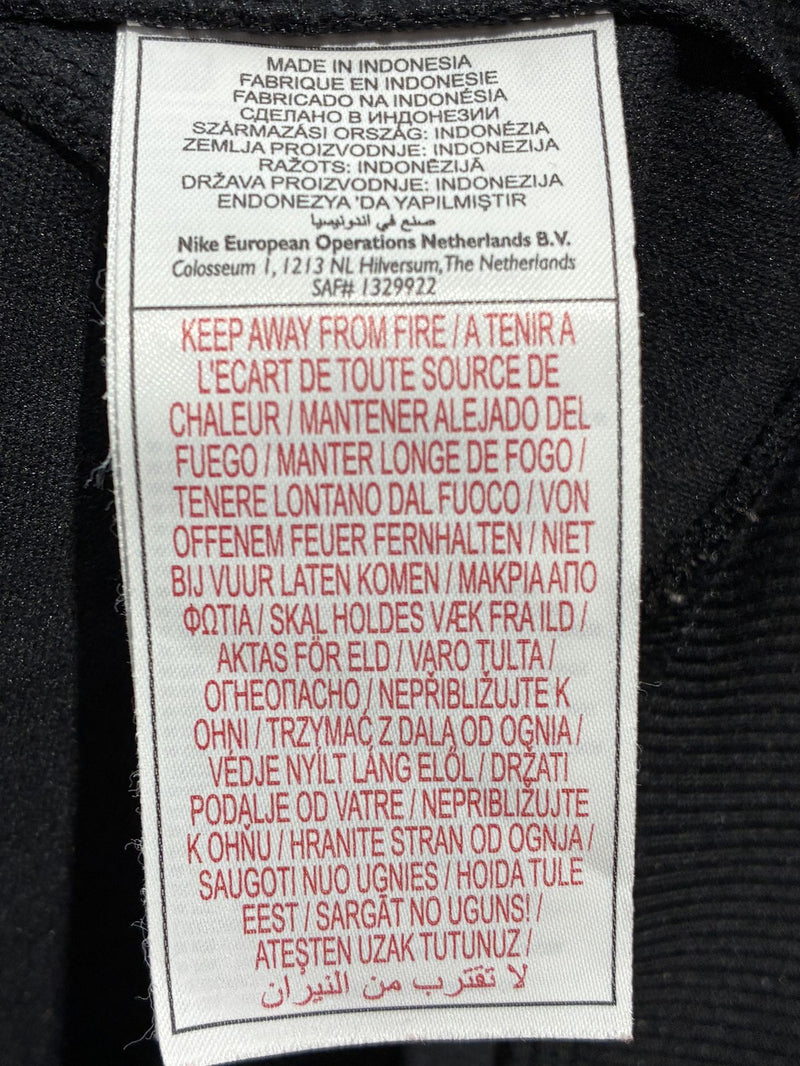 MADE IN INDONESIA
FABRIQUE EN INDONESIE
FABRICADO NA INDONÉSIA
СДЕЛАНО В ИНДОНЕЗИИ
SZÁRMAZÁSI ORSZÁG: INDONÉZIA
ZEMLJA PROIZVODNJE: INDONEZIJA
RAŽOTS: INDONĒZIJĀ
DRŽAVA PROIZVODNJE: INDONEZIJA
ENDONEZYA 'DA YAPILMIŞTIR
صنع في اندونيسيا
Nike European Operations Netherlands B.V.
Colosseum 1, 1213 NL Hilversum, The Netherlands
SAF# 1329922
KEEP AWAY FROM FIRE / A TENIR A
L'ECART DE TOUTE SOURCE DE
CHALEUR / MANTENER ALEJADO DEL
FUEGO / MANTER LONGE DE FOGO /
TENERE LONTANO DAL FUOCO / VON
OFFENEM FEUER FERNHALTEN / NIET
BIJ VUUR LATEN KOMEN / ΜΑΚΡΙΑ ΑΠΟ
ΦΩΤΙΑ / SKAL HOLDES VÆK FRA ILD /
AKTAS FÖR ELD / VARO TULTA /
ОГНЕОПАСНО / NEPŘIBLIŽUJTE K
OHNI / TRZYMAĆ Z DALA OD OGNIA /
VÉDJE NYÍLT LÁNG ELŐL / DRŽATI
PODALJE OD VATRE / NEPRIBLIŽUJTE
K OHŇU / HRANITE STRAN OD OGNJA /
SAUGOTI NUO UGNIES / HOIDA TULE
EEST / SARGĀT NO UGUNS! /
ATEŞTEN UZAK TUTUNUZ /
لا تقترب من النيران